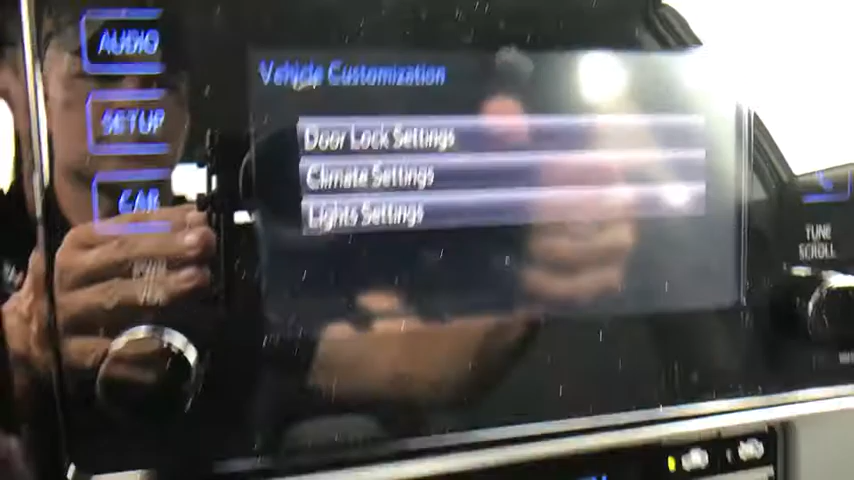 AUDIO
SETUP
CAR
Vehicle Customization
Door Lock Settings
Climate Settings
Lights Settings
TUNE
SCROLL